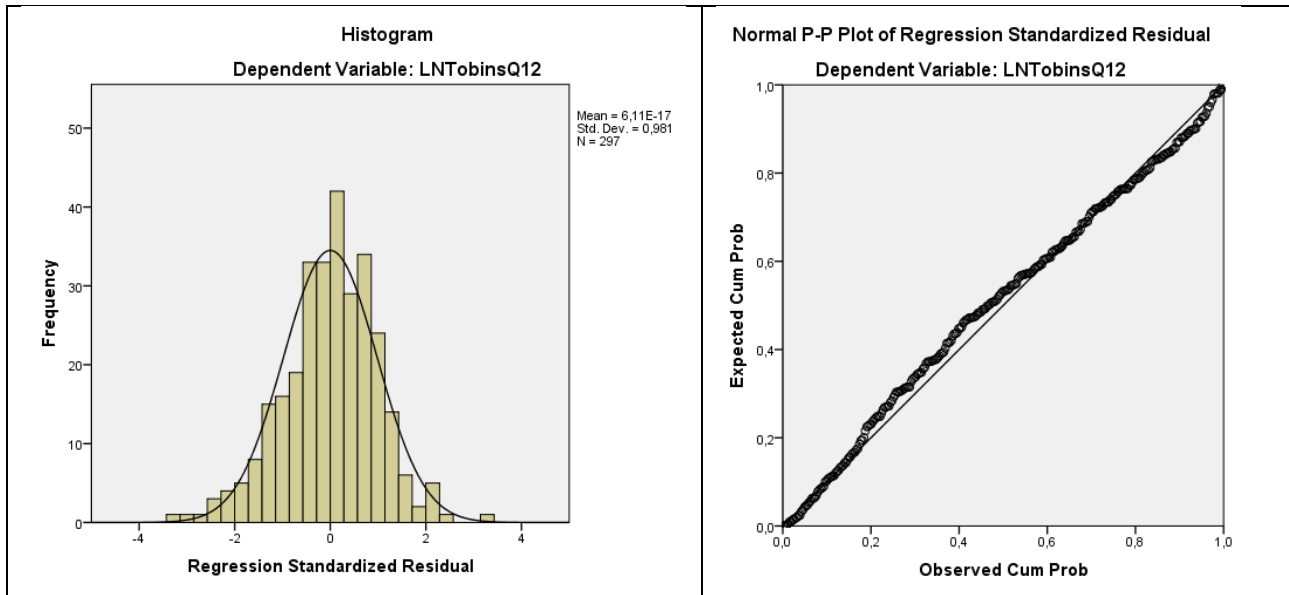 Histogram
Dependent Variable: LNTobinsQ12
Mean = 6,11E-17
Std. Dev. = 0,981
N = 297
50
40
30
20
10
0
Frequency
-4
-2
0
2
4
Regression Standardized Residual
Normal P-P Plot of Regression Standardized Residual
Dependent Variable: LNTobinsQ12
1,0
0,8
0,6
0,4
0,2
0,0
Expected Cum Prob
0,0
0,2
0,4
0,6
0,8
1,0
Observed Cum Prob